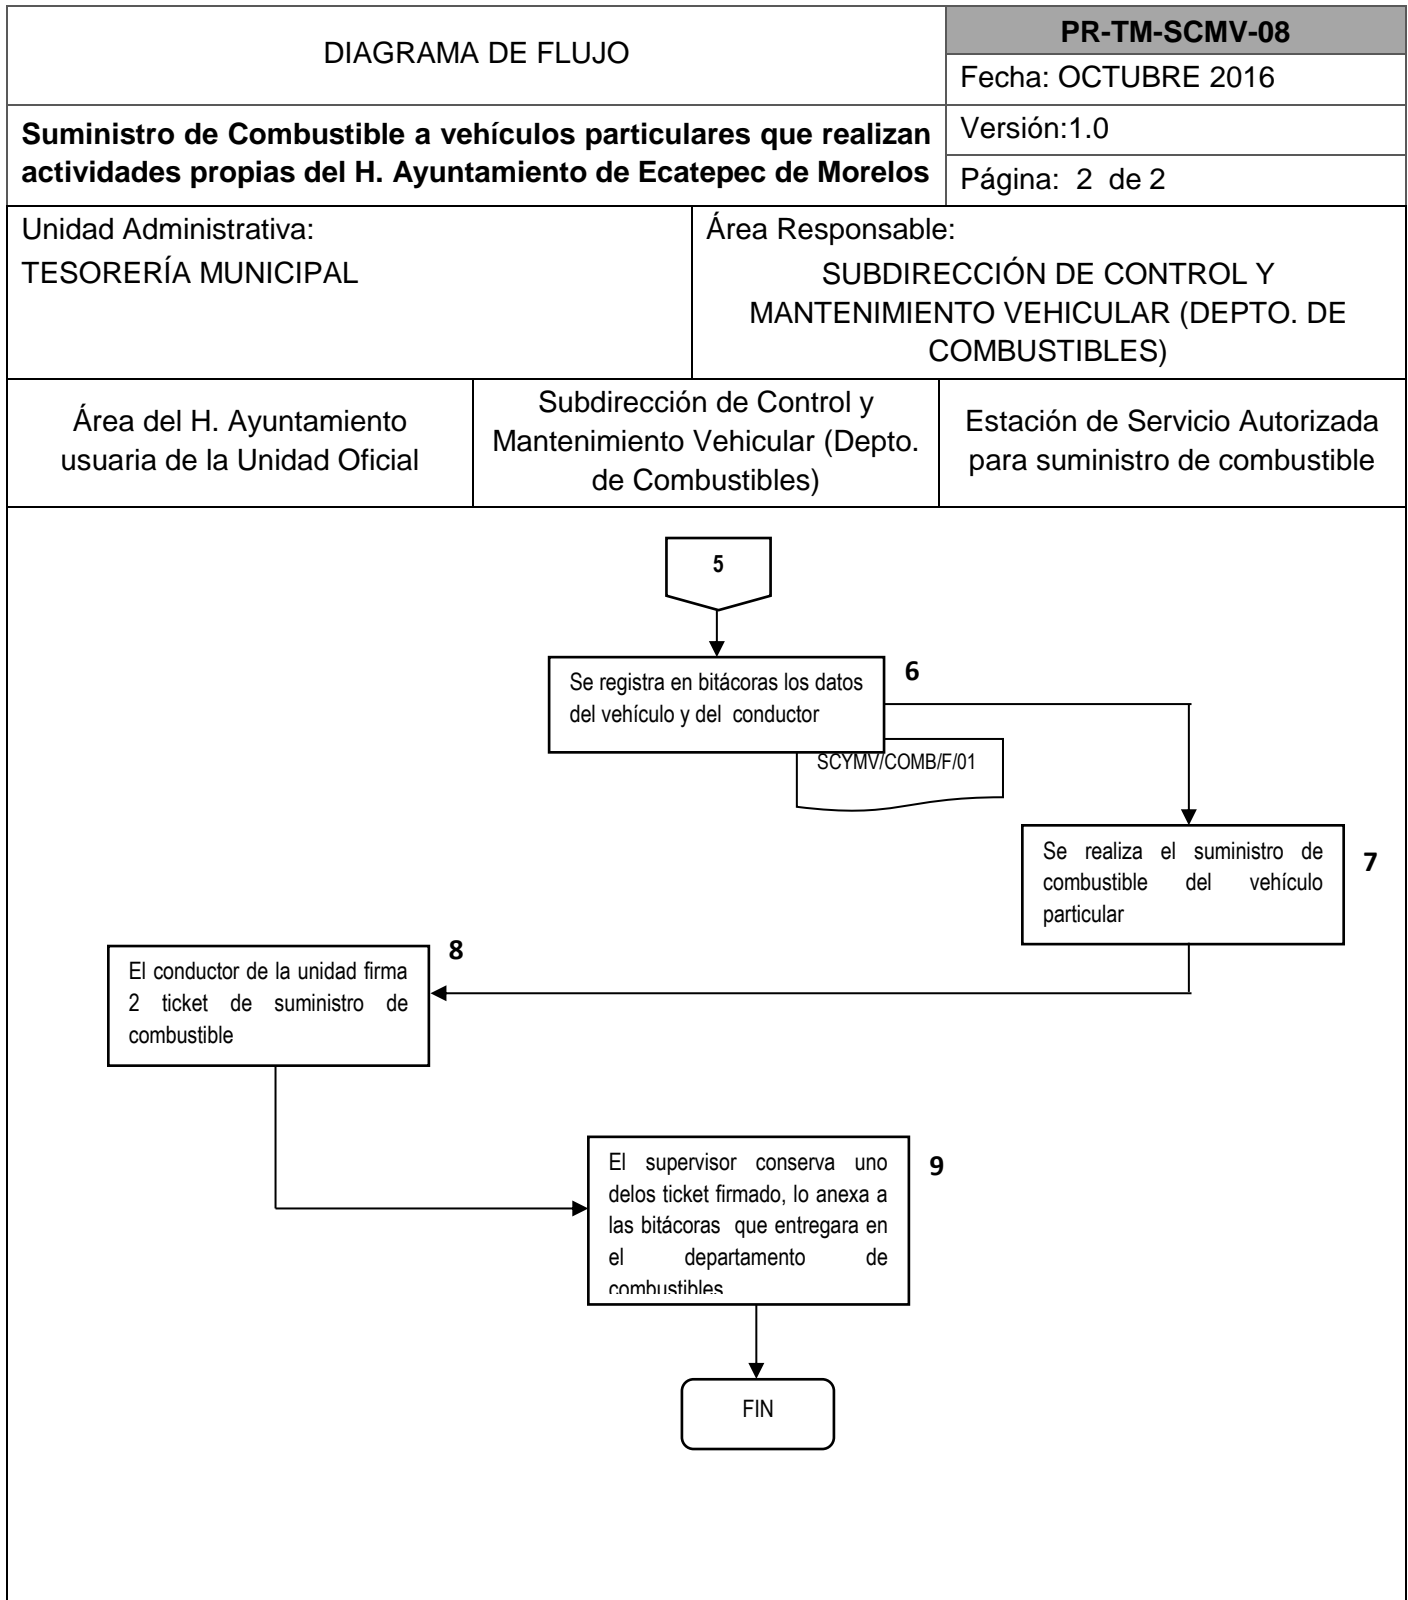 DIAGRAMA DE FLUJO
PR-TM-SCMV-08
Fecha: OCTUBRE 2016
Suministro de Combustible a vehículos particulares que realizan
actividades propias del H. Ayuntamiento de Ecatepec de Morelos
Versión:1.0
Página: 2 de 2
Unidad Administrativa:
TESORERÍA MUNICIPAL
Área Responsable:
SUBDIRECCIÓN DE CONTROL Y
MANTENIMIENTO VEHICULAR (DEPTO. DE
COMBUSTIBLES)
Área del H. Ayuntamiento
usuaria de la Unidad Oficial
Subdirección de Control y
Mantenimiento Vehicular (Depto.
de Combustibles)
Estación de Servicio Autorizada
para suministro de combustible
5
Se registra en bitácoras los datos
del vehículo y del conductor
6
SCYMV/COMB/F/01
Se realiza el suministro de
combustible del vehículo
particular
7
El conductor de la unidad firma
2 ticket de suministro de
combustible
8
El supervisor conserva uno
delos ticket firmado, lo anexa a
las bitácoras que entregara en
el departamento de
combustibles
9
FIN